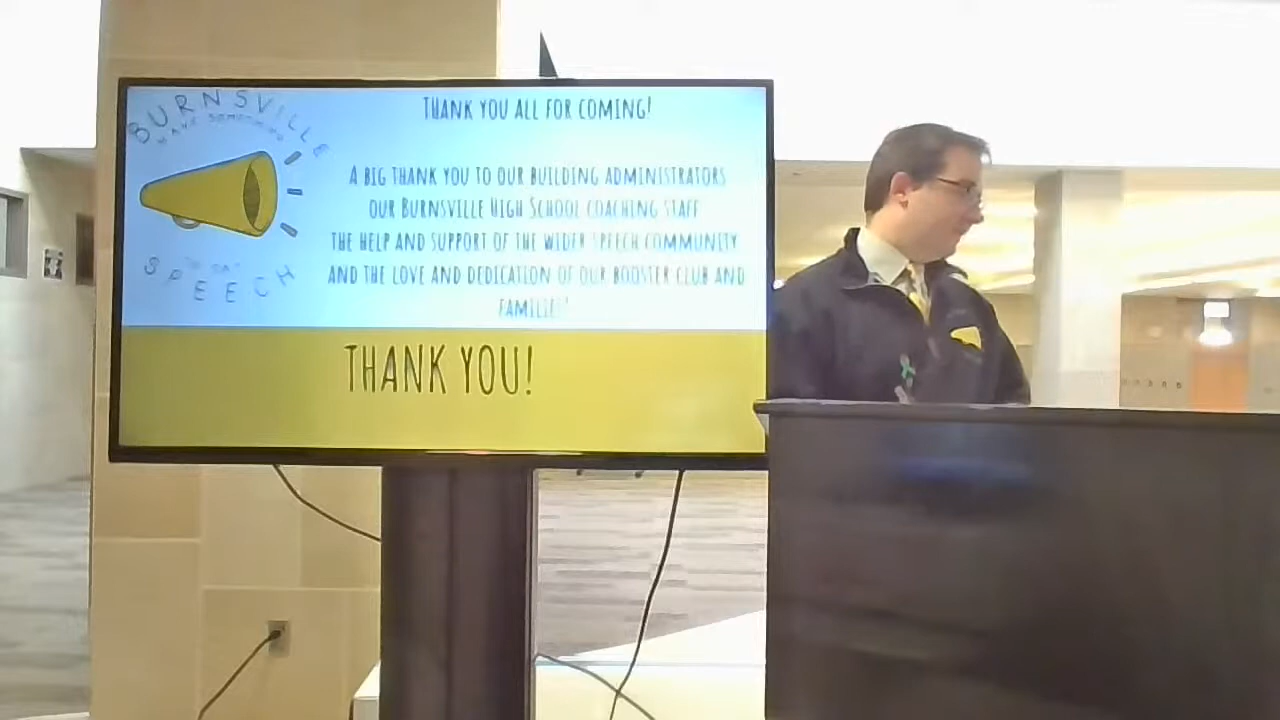 BURNSVILLE
HAVE SOMETHING
SPEECH
THANK YOU ALL FOR COMING!
A BIG THANK YOU TO OUR BUILDING ADMINISTRATORS
OUR BURNSVILLE HIGH SCHOOL COACHING STAFF
THE HELP AND SUPPORT OF THE WIDER SPEECH COMMUNITY
AND THE LOVE AND DEDICATION OF OUR BOOSTER CLUB AND
FAMILIES!
THANK YOU!